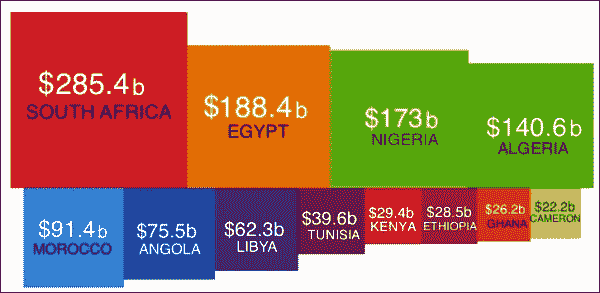 $285.4b
SOUTH AFRICA
$188.4b
EGYPT
$173b
NIGERIA
$140.6b
ALGERIA
$91.4b
MOROCCO
$75.5b
ANGOLA
$62.3b
LIBYA
$39.6b
TUNISIA
$29.4b
KENYA
$28.5b
ETHIOPIA
$26.2b
GHANA
$22.2b
CAMERON